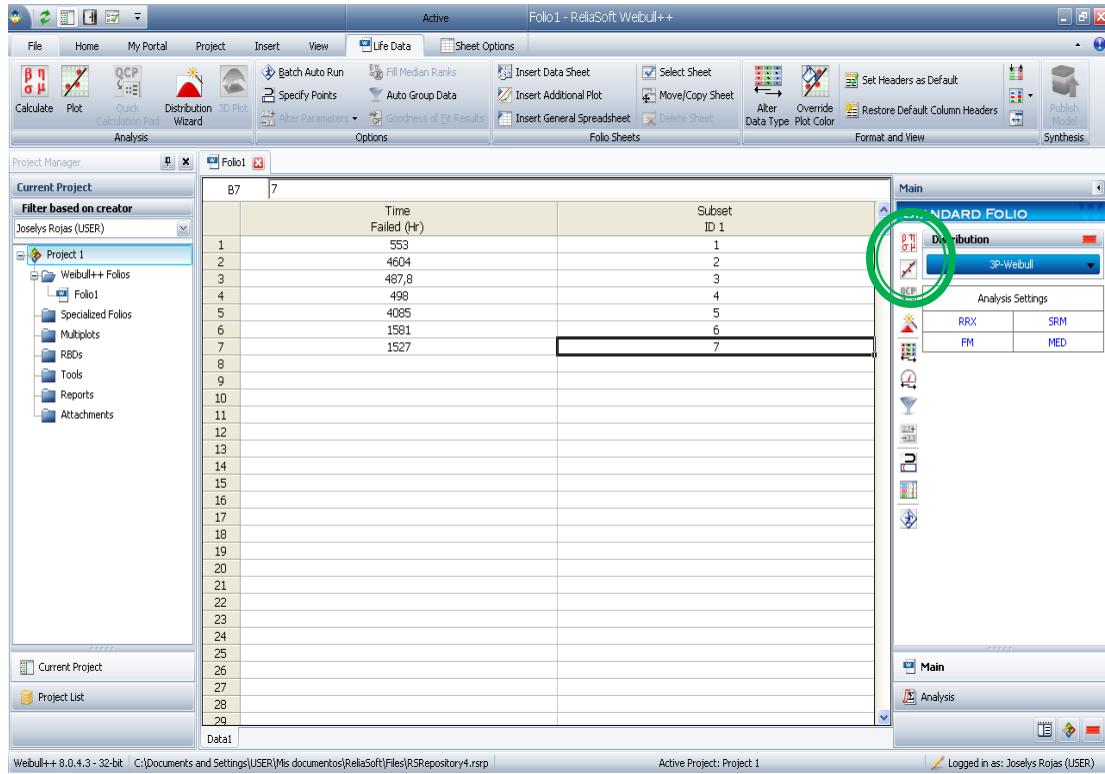 Active
Folio1 - ReliaSoft Weibull++
File Home My Portal Project Insert View Life Data Sheet Options
β η σ μ
Calculate
Plot
QCP
Quick Calculation Pad
Distribution Wizard
3D Plot
Analysis
Batch Auto Run
Specify Points
Alter Parameters
Fill Median Ranks
Auto Group Data
Goodness of Fit Results
Options
Insert Data Sheet
Insert Additional Plot
Insert General Spreadsheet
Select Sheet
Move/Copy Sheet
Delete Sheet
Folio Sheets
Alter Data Type
Override Plot Color
Set Headers as Default
Restore Default Column Headers
Format and View
Publish Model
Synthesis
Project Manager
Current Project
Filter based on creator
Joselys Rojas (USER)
Project 1
Weibull++ Folios
Folio1
Specialized Folios
Multiplots
RBDs
Tools
Reports
Attachments
Current Project
Project List
Folio1
B7 7
Time Failed (Hr) Subset ID 1
1 553 1
2 4604 2
3 487,8 3
4 498 4
5 4085 5
6 1581 6
7 1527 7
8
9
10
11
12
13
14
15
16
17
18
19
20
21
22
23
24
25
26
27
28
29
Data1
Main
STANDARD FOLIO
β η σ μ
QCP
Distribution
3P-Weibull
Analysis Settings
RRX SRM
FM MED
Main
Analysis
Weibull++ 8.0.4.3 - 32-bit
C:\Documents and Settings\USER\Mis documentos\ReliaSoft\Files\RSRepository4.rsrp
Active Project: Project 1
Logged in as: Joselys Rojas (USER)